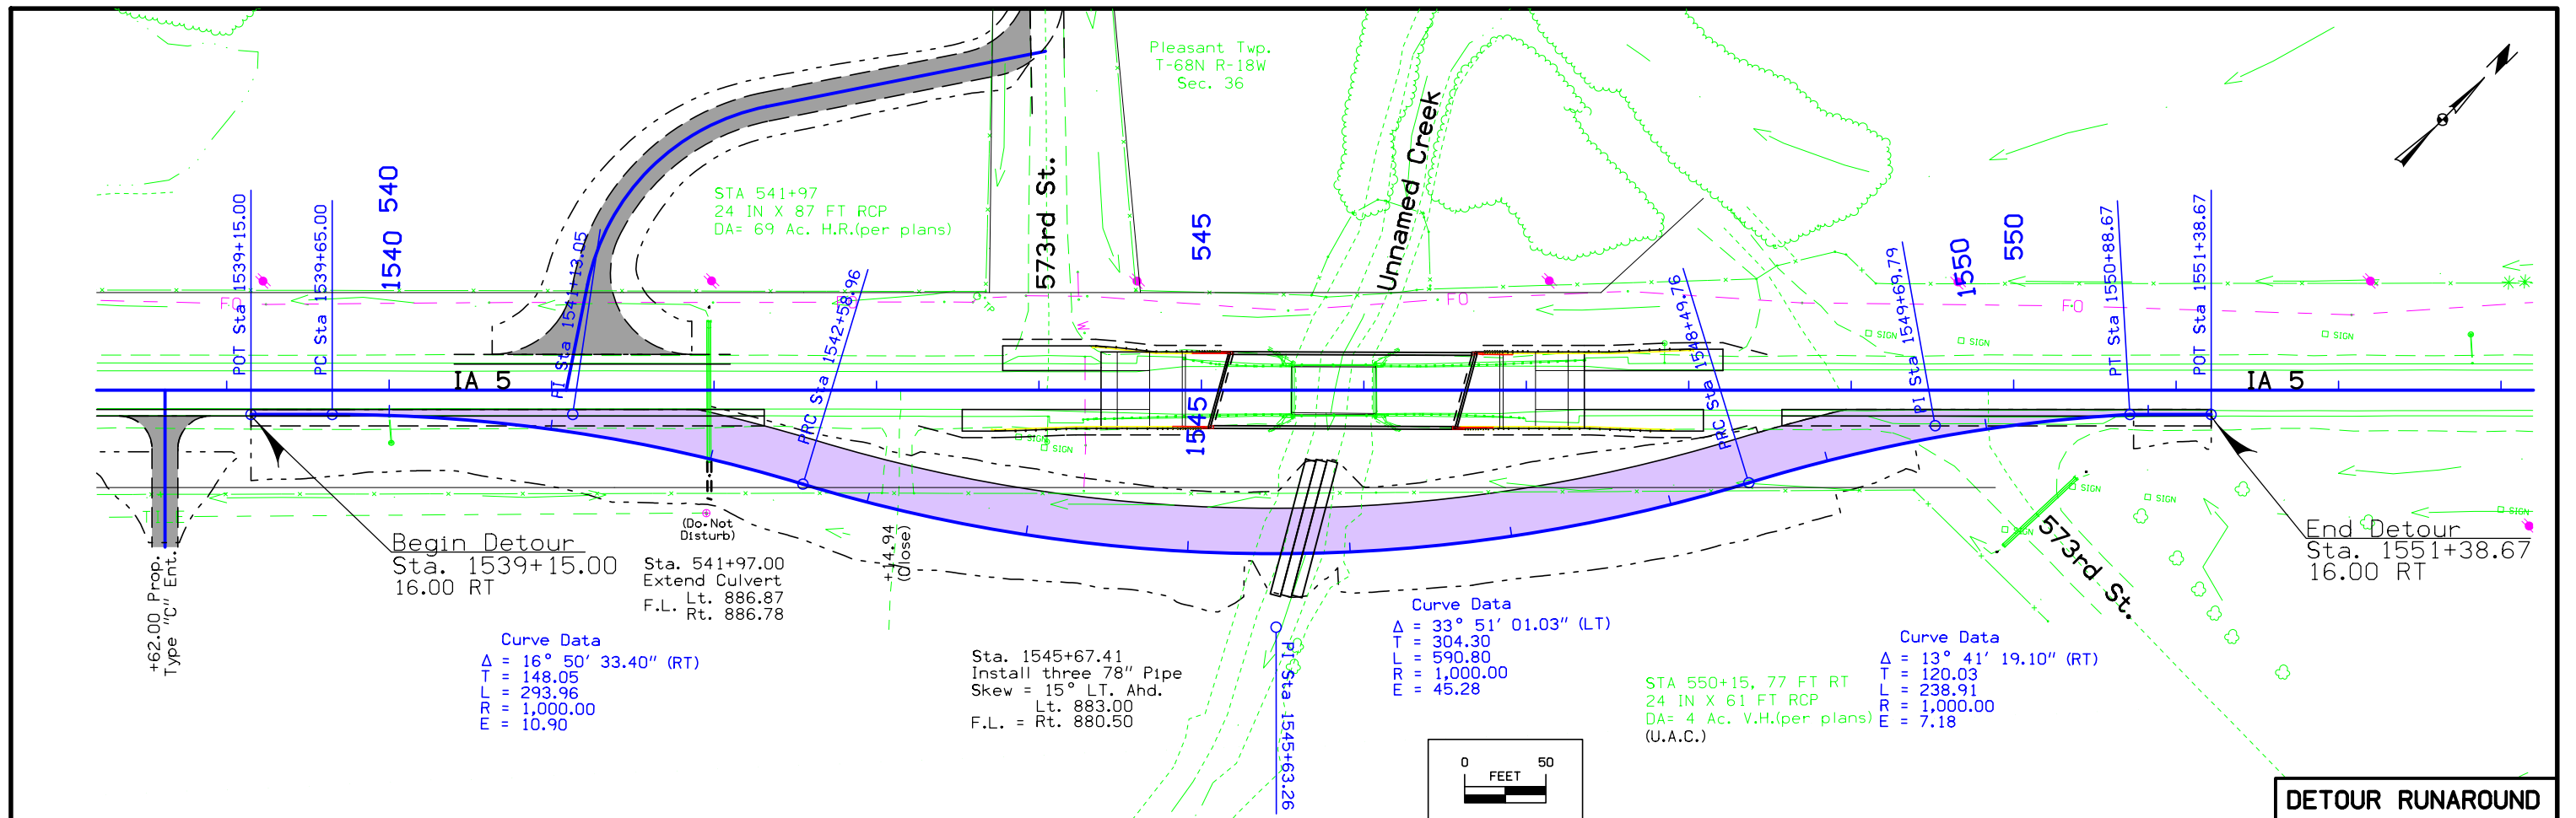 Pleasant Twp.
T-68N R-18W
Sec. 36
573rd St.
Unnamed Creek
STA 541+97
24 IN X 87 FT RCP
DA= 69 Ac. H.R.(per plans)
POT Sta 1539+15.00
PC Sta 1539+65.00
1540
540
PI Sta 1541+13.05
PRC Sta 1542+58.96
545
1545
PRC Sta 1548+49.76
PI Sta 1549+69.79
1550
550
PT Sta 1550+88.67
POT Sta 1551+38.67
FO
FO
FO
TP
W
SIGN
SIGN
SIGN
IA 5
IA 5
SIGN
SIGN
SIGN
SIGN
SIGN
+62.00 Prop.
Type "C" Ent.
Begin Detour
Sta. 1539+15.00
16.00 RT
(Do Not
Disturb)
Sta. 541+97.00
Extend Culvert
Lt. 886.87
F.L.
Rt. 886.78
+14.94
(Close)
573rd St.
End Detour
Sta. 1551+38.67
16.00 RT
Curve Data
Δ = 16° 50' 33.40" (RT)
T = 148.05
L = 293.96
R = 1,000.00
E = 10.90
Sta. 1545+67.41
Install three 78" Pipe
Skew = 15° LT. Ahd.
Lt. 883.00
F.L. = Rt. 880.50
PI Sta 1545+63.26
Curve Data
Δ = 33° 51' 01.03" (LT)
T = 304.30
L = 590.80
R = 1,000.00
E = 45.28
STA 550+15, 77 FT RT
24 IN X 61 FT RCP
DA= 4 Ac. V.H.(per plans)
(U.A.C.)
Curve Data
Δ = 13° 41' 19.10" (RT)
T = 120.03
L = 238.91
R = 1,000.00
E = 7.18
0 50
FEET
DETOUR RUNAROUND